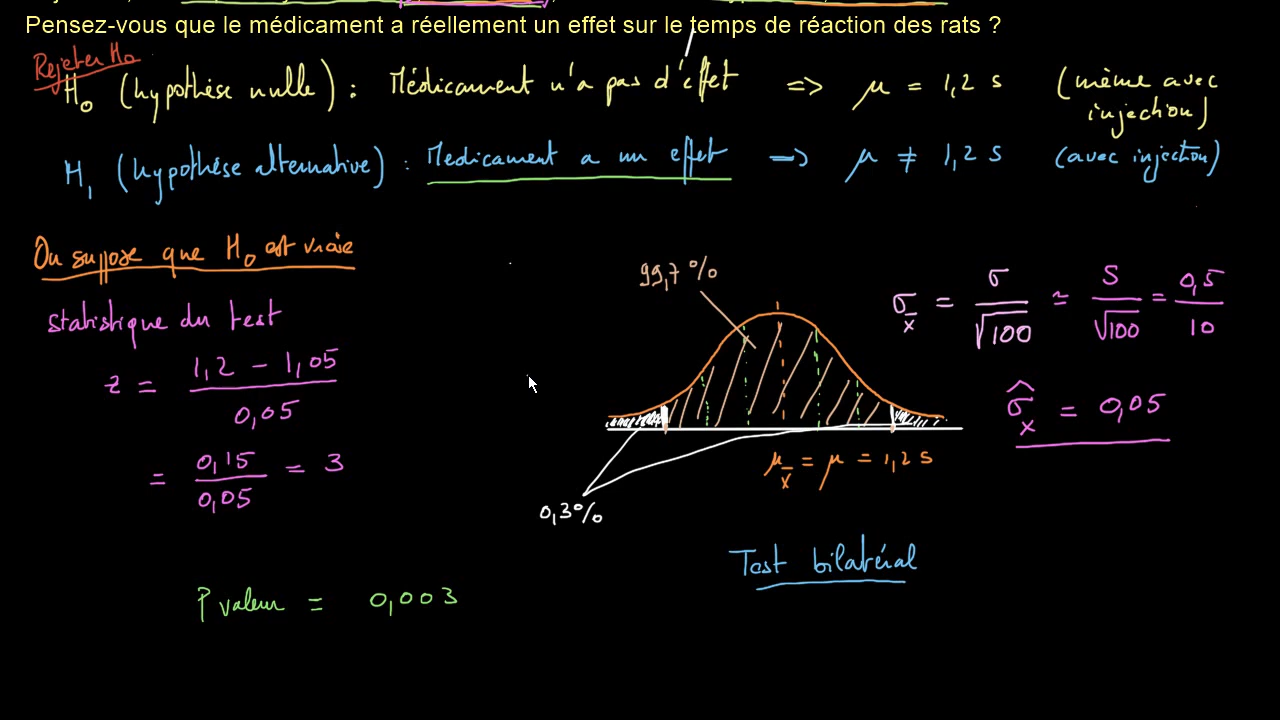 Pensez-vous que le médicament a réellement un effet sur le temps de réaction des rats ?
Rejeter H0
H0 (hypothèse nulle) : Médicament n'a pas d'effet => μ = 1,2 s (même avec injection)
H1 (hypothèse alternative) : Medicament a un effet => μ ≠ 1,2 s (avec injection)
On suppose que H0 est vraie
Statistique du test
z = (1,2 - 1,05) / 0,05
= 0,15 / 0,05 = 3
P valeur = 0,003
99,7 %
0,3%
μx̄ = μ = 1,2 s
Test bilatéral
σx̄ = σ/√100 ≈ S/√100 = 0,5/10
σ̂x̄ = 0,05